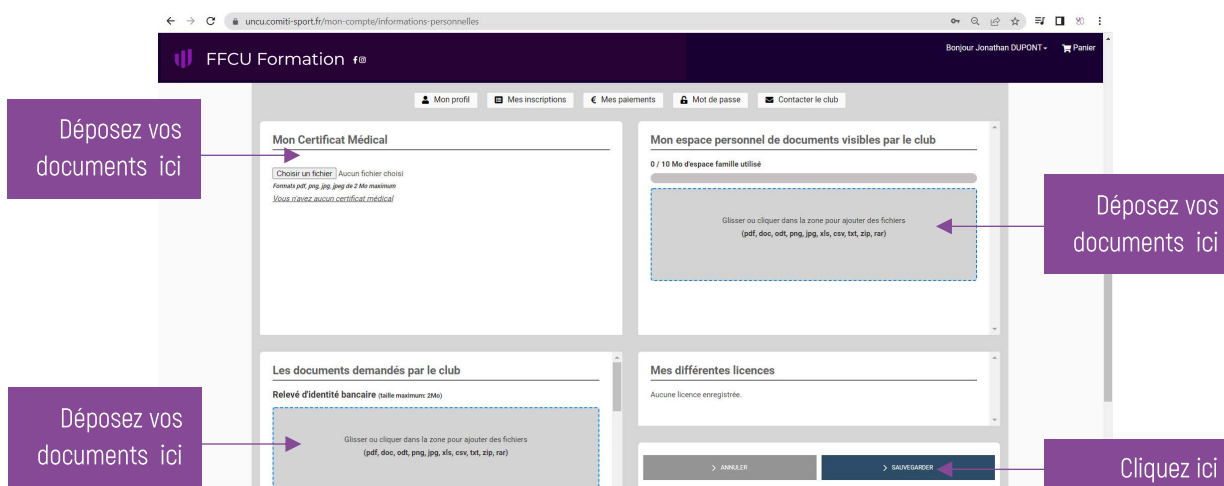 uncu.comiti-sport.fr/mon-compte/informations-personnelles
FFCU Formation
Bonjour Jonathan DUPONT
Panier
Mon profil
Mes inscriptions
€ Mes paiements
Mot de passe
Contacter le club
Déposez vos
documents ici
Mon Certificat Médical
Choisir un fichier Aucun fichier choisi
Formats pdf, png, jpg, jpeg de 2 Mo maximum
Vous n'avez aucun certificat médical
Mon espace personnel de documents visibles par le club
0 / 10 Mo d'espace famille utilisé
Glisser ou cliquer dans la zone pour ajouter des fichiers
(pdf, doc, odt, png, jpg, xls, csv, txt, zip, rar)
Déposez vos
documents ici
Les documents demandés par le club
Relevé d'identité bancaire (taille maximum: 2Mo)
Glisser ou cliquer dans la zone pour ajouter des fichiers
(pdf, doc, odt, png, jpg, xls, csv, txt, zip, rar)
Déposez vos
documents ici
Mes différentes licences
Aucune licence enregistrée.
> ANNULER
> SAUVEGARDER
Cliquez ici